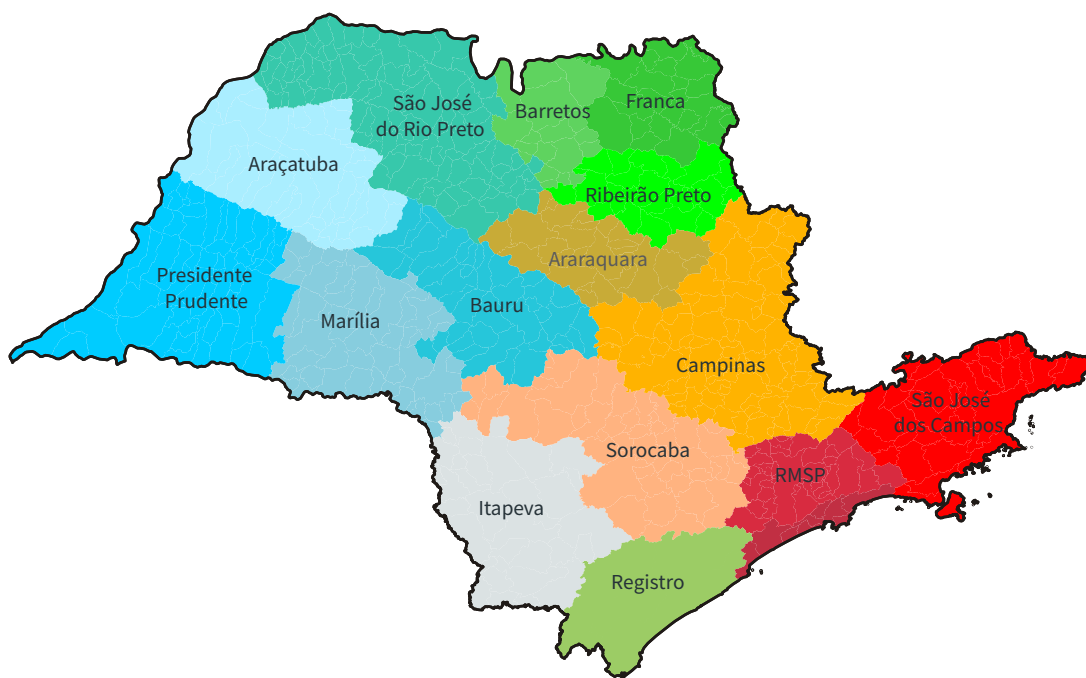 São José
do Rio Preto
Barretos
Franca
Araçatuba
Ribeirão Preto
Araraquara
Presidente
Prudente
Marília
Bauru
Campinas
São José
dos Campos
Sorocaba
RMSP
Itapeva
Registro